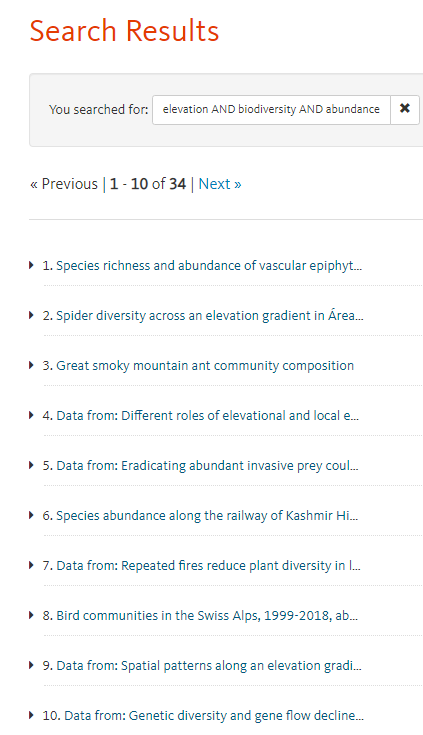 Search Results
You searched for: elevation AND biodiversity AND abundance ✖
« Previous | 1 - 10 of 34 | Next »
1. Species richness and abundance of vascular epiphyt...
2. Spider diversity across an elevation gradient in Área...
3. Great smoky mountain ant community composition
4. Data from: Different roles of elevational and local e...
5. Data from: Eradicating abundant invasive prey coul...
6. Species abundance along the railway of Kashmir Hi...
7. Data from: Repeated fires reduce plant diversity in l...
8. Bird communities in the Swiss Alps, 1999-2018, ab...
9. Data from: Spatial patterns along an elevation gradi...
10. Data from: Genetic diversity and gene flow decline...